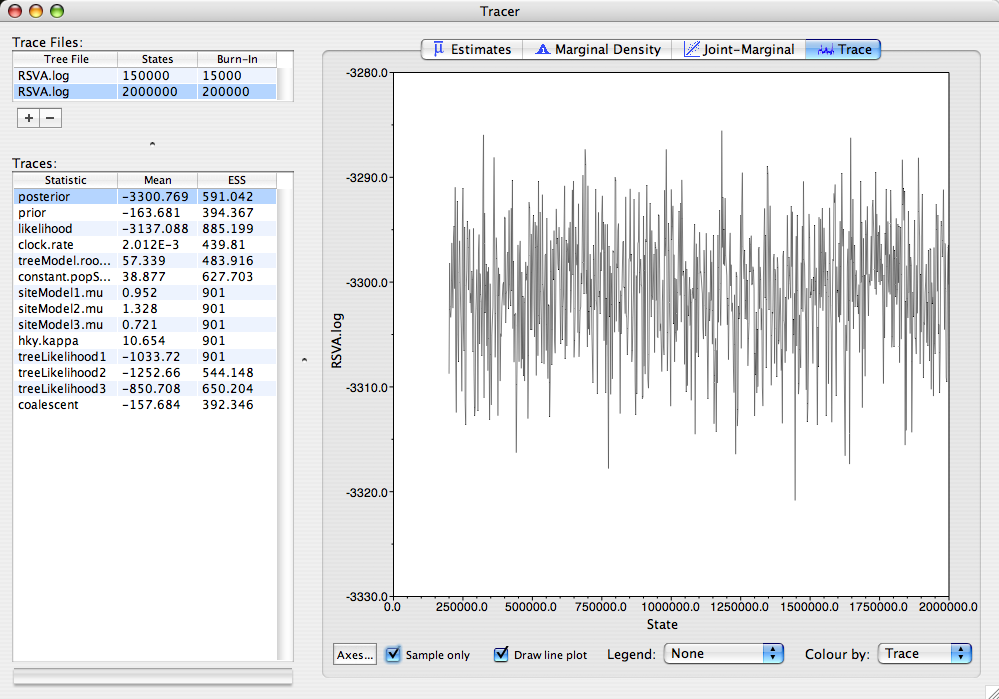 Tracer
Trace Files:
Tree File States Burn-In
RSVA.log 150000 15000
RSVA.log 2000000 200000
+ −
Traces:
Statistic Mean ESS
posterior -3300.769 591.042
prior -163.681 394.367
likelihood -3137.088 885.199
clock.rate 2.012E-3 439.81
treeModel.roo... 57.339 483.916
constant.popS... 38.877 627.703
siteModel1.mu 0.952 901
siteModel2.mu 1.328 901
siteModel3.mu 0.721 901
hky.kappa 10.654 901
treeLikelihood1 -1033.72 901
treeLikelihood2 -1252.66 544.148
treeLikelihood3 -850.708 650.204
coalescent -157.684 392.346
μ Estimates Marginal Density Joint-Marginal Trace
-3280.0
-3290.0
-3300.0
-3310.0
-3320.0
-3330.0
RSVA.log
0.0 250000.0 500000.0 750000.0 1000000.0 1250000.0 1500000.0 1750000.0 2000000.0
State
Axes... Sample only Draw line plot Legend: None Colour by: Trace